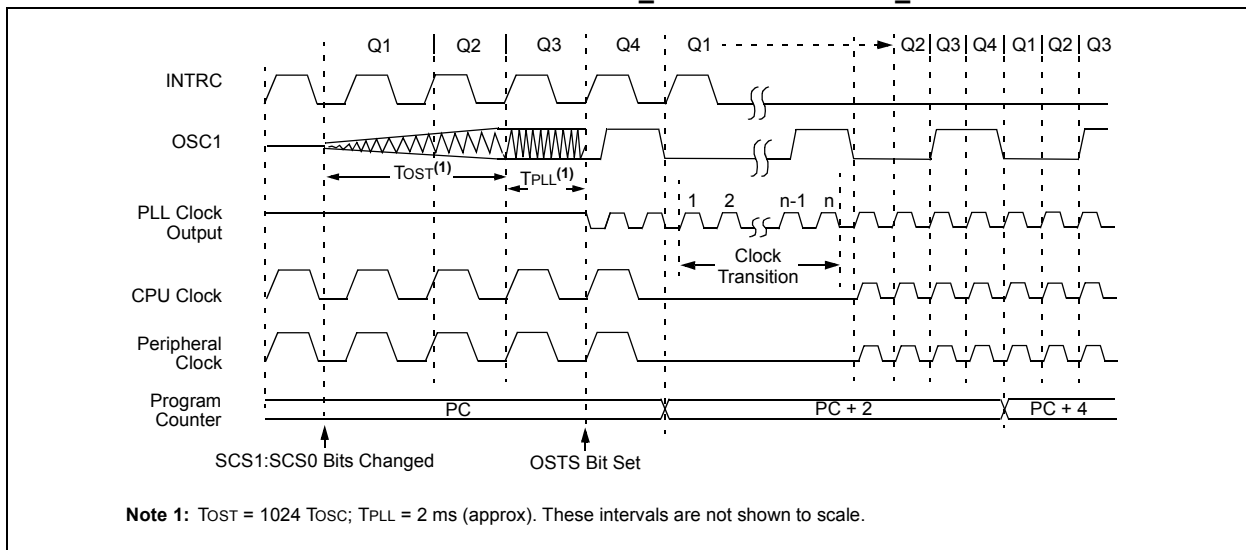 Q1 Q2 Q3 Q4 Q1 Q2 Q3 Q4 Q1 Q2 Q3
INTRC
OSC1
TOST(1)
TPLL(1)
1 2 n-1 n
PLL Clock
Output
Clock
Transition
CPU Clock
Peripheral
Clock
Program
Counter
PC PC + 2 PC + 4
SCS1:SCS0 Bits Changed OSTS Bit Set
Note 1: TOST = 1024 TOSC; TPLL = 2 ms (approx). These intervals are not shown to scale.